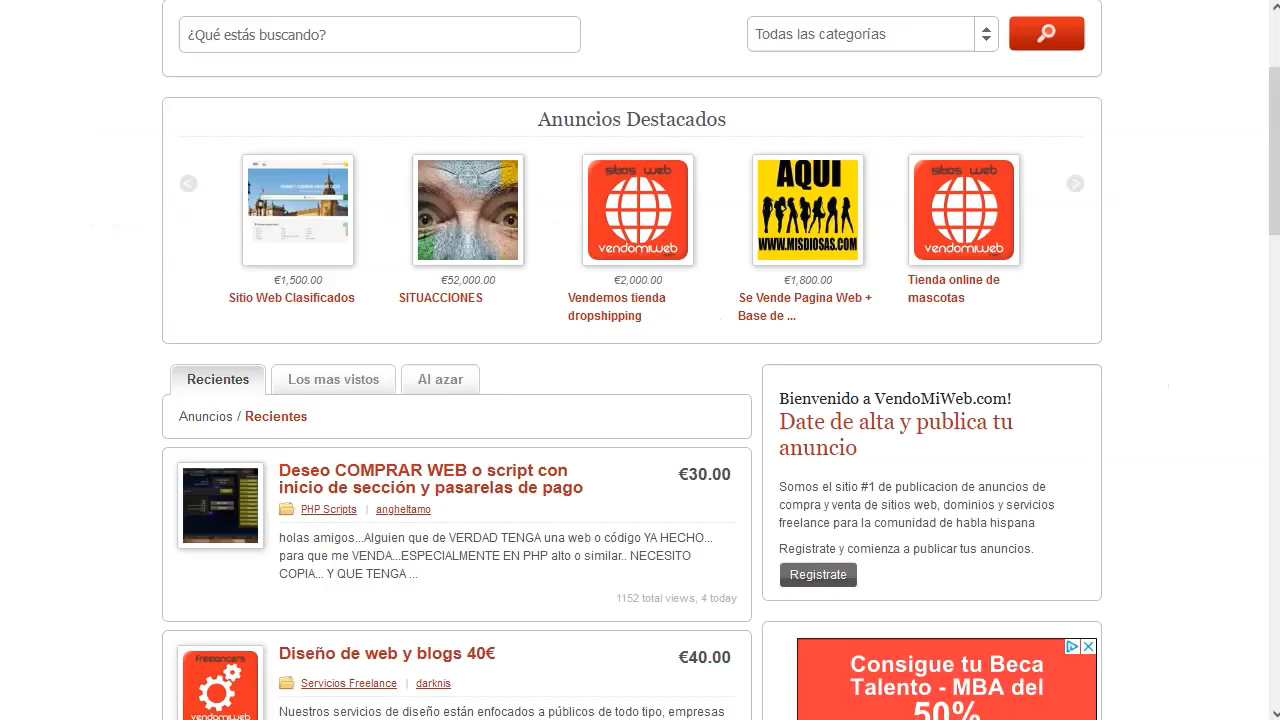 ¿Qué estás buscando?
Todas las categorías
Anuncios Destacados
sitios web
vendomiweb
AQUI
WWW.MISDIOSAS.COM
sitios web
vendomiweb
€1,500.00
€52,000.00
€2,000.00
€1,800.00
Tienda online de
mascotas
Sitio Web Clasificados
SITUACCIONES
Vendemos tienda
dropshipping
Se Vende Pagina Web +
Base de ...
Recientes
Los mas vistos
Al azar
Anuncios / Recientes
Deseo COMPRAR WEB o script con
inicio de sección y pasarelas de pago
€30.00
PHP Scripts | angheltamo
holas amigos...Alguien que de VERDAD TENGA una web o código YA HECHO...
para que me VENDA...ESPECIALMENTE EN PHP alto o similar.. NECESITO
COPIA... Y QUE TENGA ...
1152 total views, 4 today
Freelancers
vendomiweb
Diseño de web y blogs 40€
€40.00
Servicios Freelance | darknis
Nuestros servicios de diseño están enfocados a públicos de todo tipo, empresas
Bienvenido a VendoMiWeb.com!
Date de alta y publica tu
anuncio
Somos el sitio #1 de publicacion de anuncios de
compra y venta de sitios web, dominios y servicios
freelance para la comunidad de habla hispana
Registrate y comienza a publicar tus anuncios.
Registrate
Consigue tu Beca
Talento - MBA del
50%